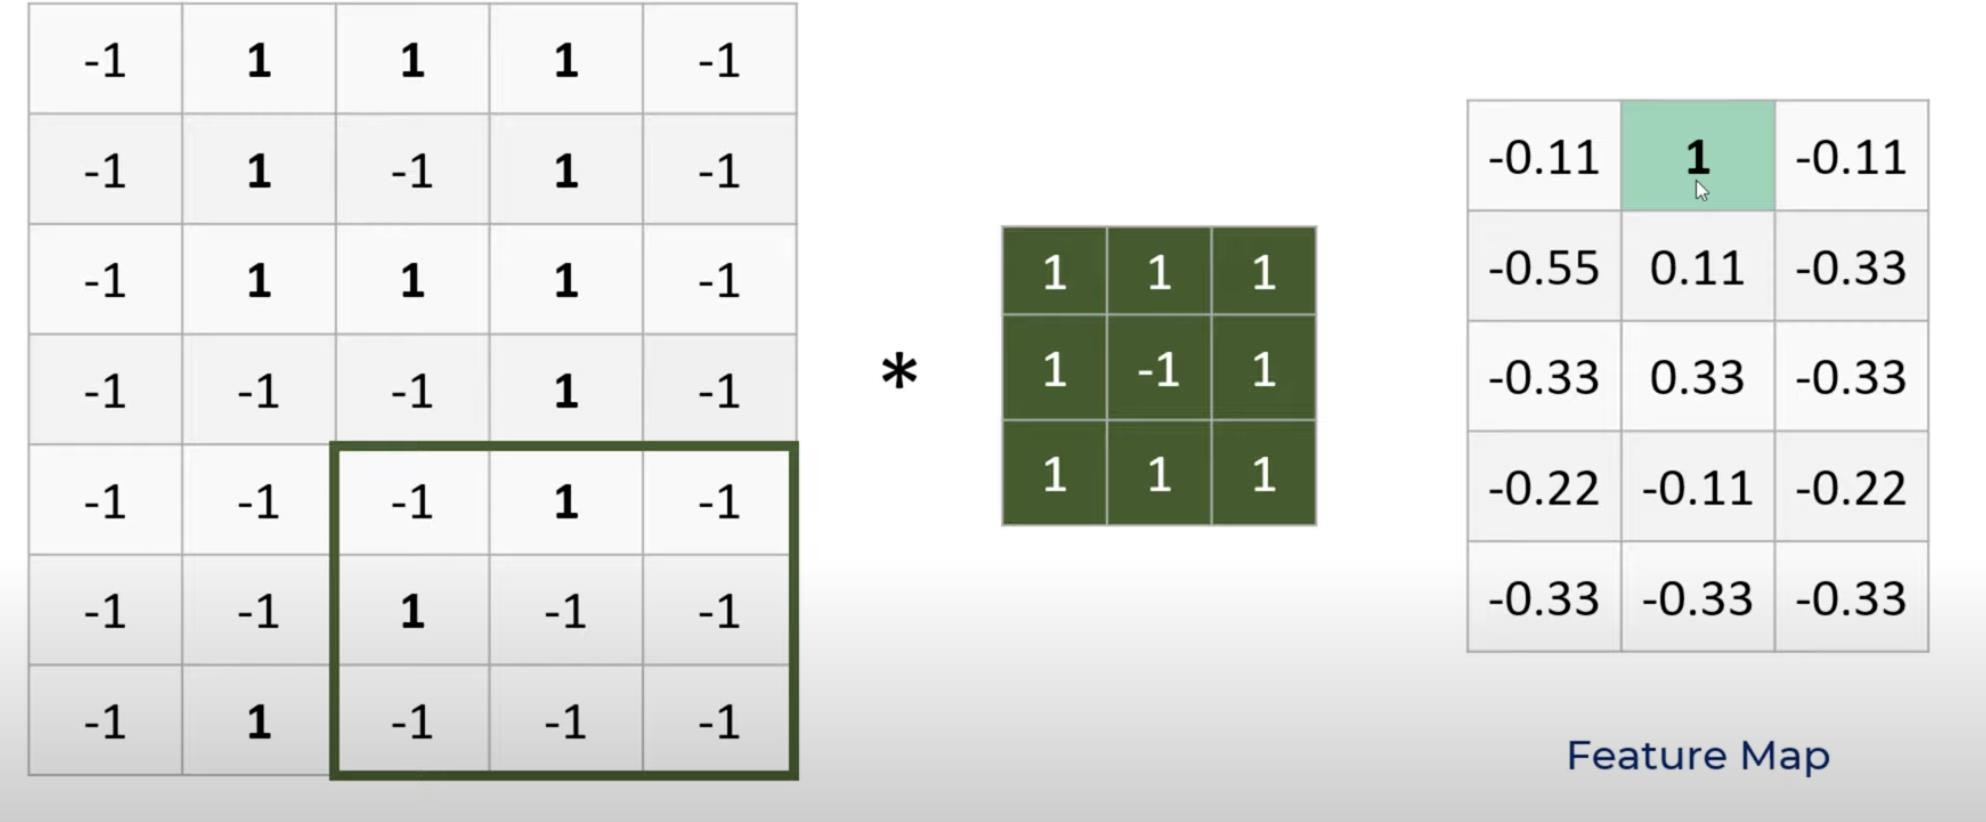 -1 1 1 1 -1
-1 1 -1 1 -1
-1 1 1 1 -1
-1 -1 -1 1 -1
-1 -1 -1 1 -1
-1 -1 1 -1 -1
-1 1 -1 -1 -1
*
1 1 1
1 -1 1
1 1 1
-0.11 1 -0.11
-0.55 0.11 -0.33
-0.33 0.33 -0.33
-0.22 -0.11 -0.22
-0.33 -0.33 -0.33
Feature Map